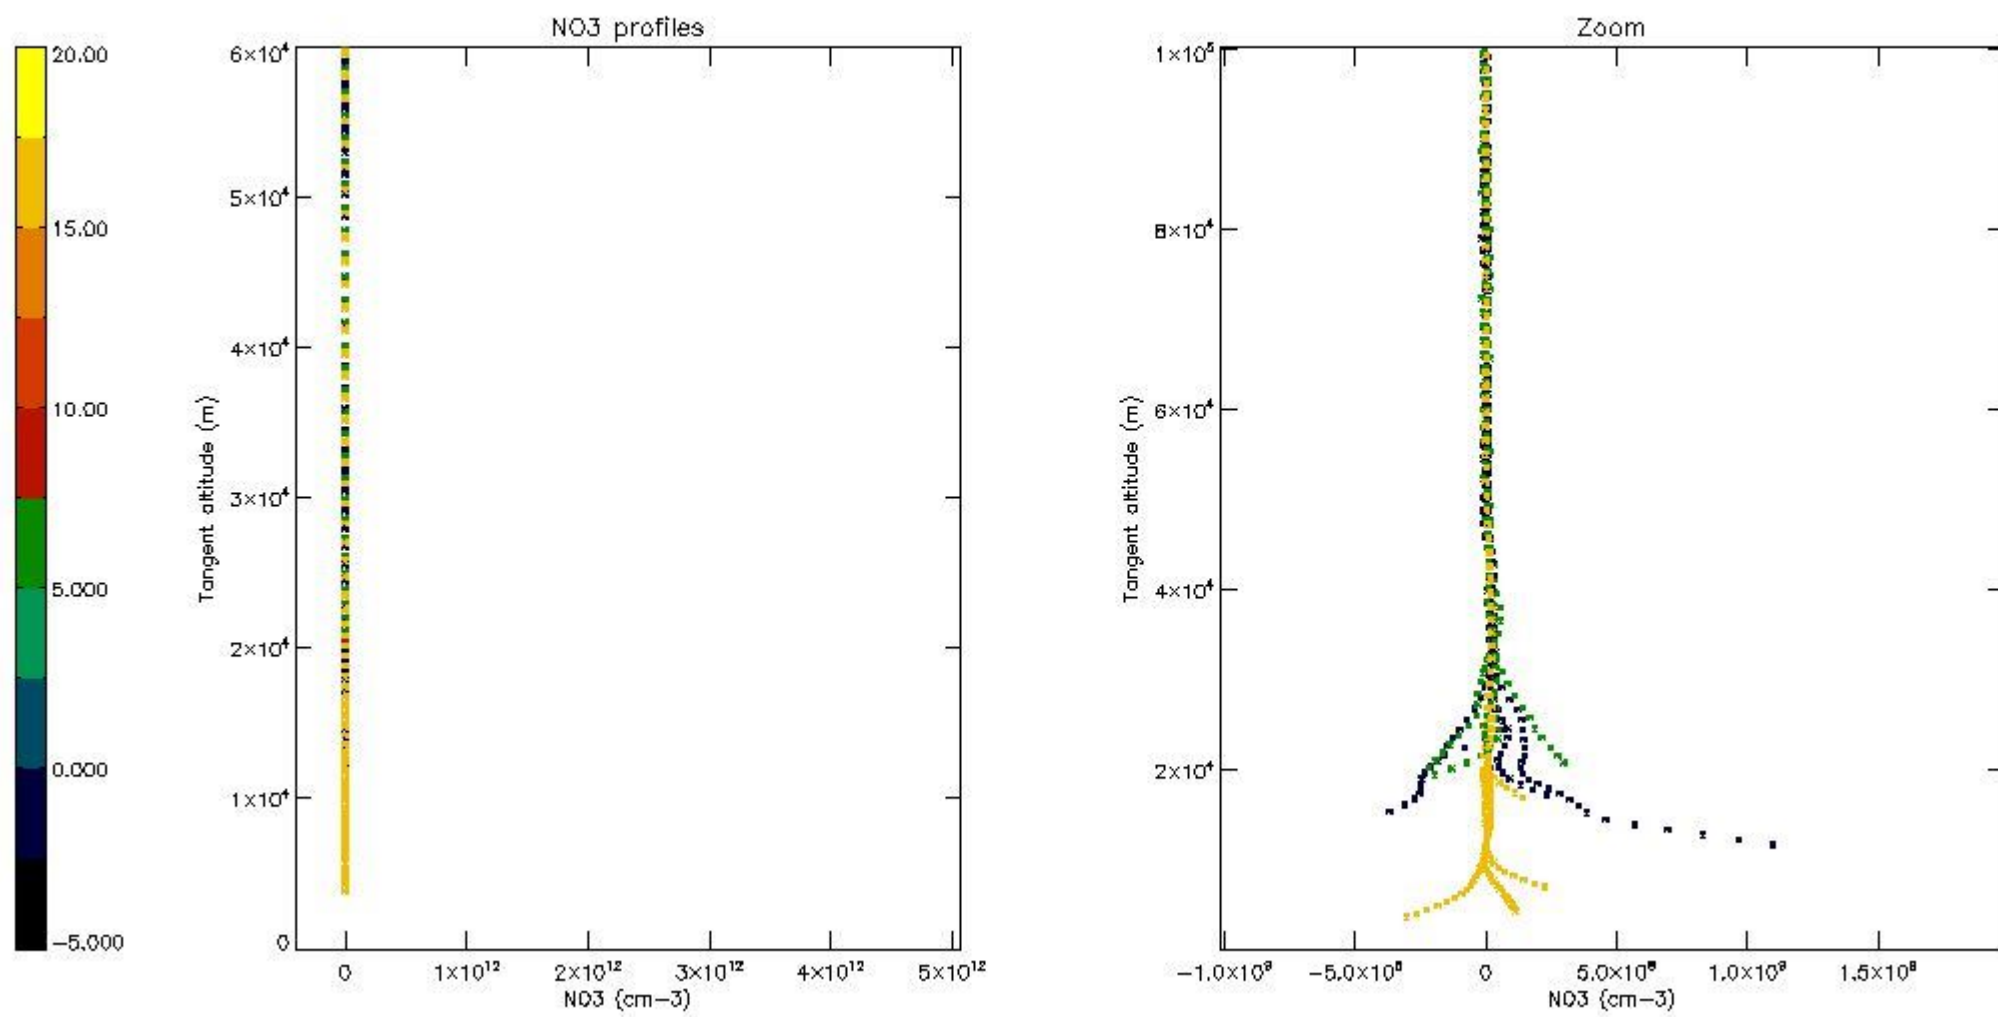 NO3 profiles
20.00
15.00
10.00
5.000
0.000
−5.000
Tangent altitude (m)
6×10⁴
5×10⁴
4×10⁴
3×10⁴
2×10⁴
1×10⁴
0
0 1×10¹² 2×10¹² 3×10¹² 4×10¹² 5×10¹²
NO3 (cm−3)
Zoom
Tangent altitude (m)
1×10⁵
8×10⁴
6×10⁴
4×10⁴
2×10⁴
−1.0×10⁹ −5.0×10⁸ 0 5.0×10⁸ 1.0×10⁹ 1.5×10⁹
NO3 (cm−3)